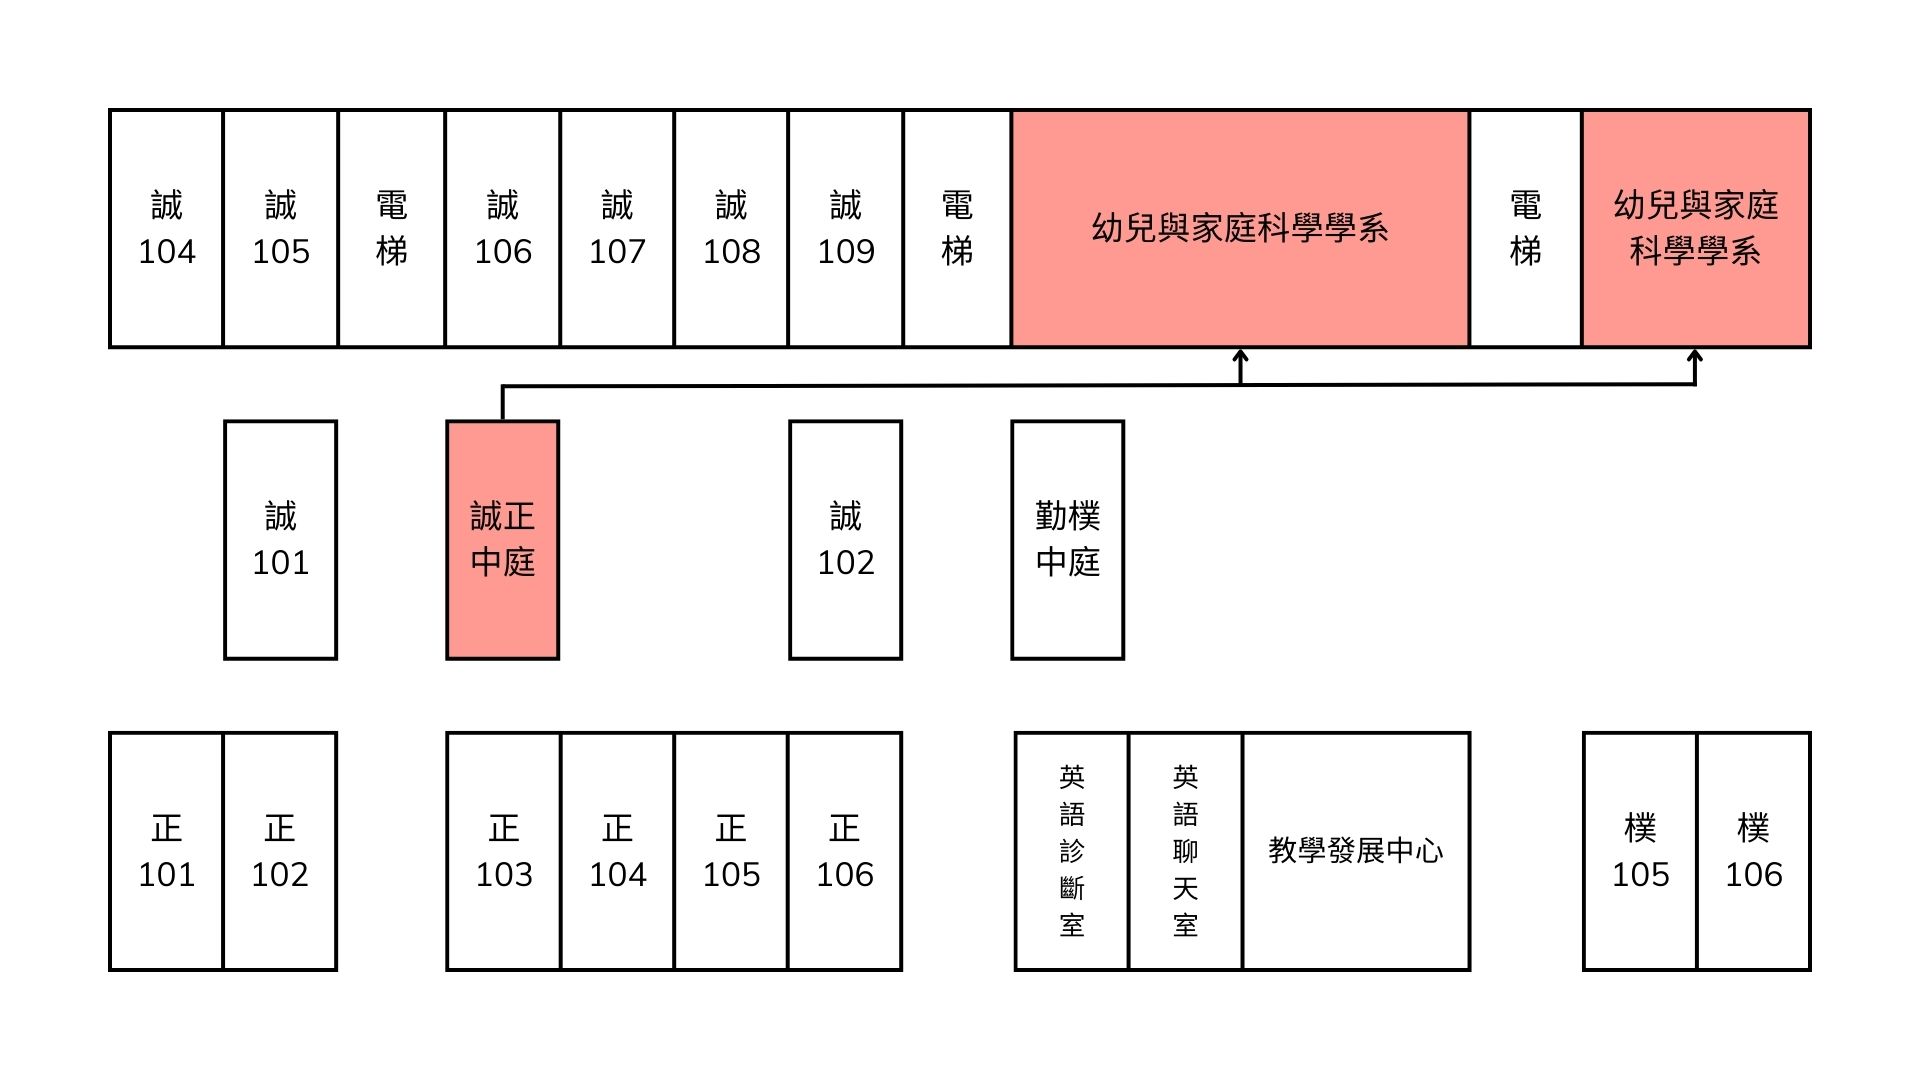 誠
104
誠
105
電
梯
誠
106
誠
107
誠
108
誠
109
電
梯
幼兒與家庭科學學系
電
梯
幼兒與家庭
科學學系
誠
101
誠正
中庭
誠
102
勤樸
中庭
正
101
正
102
正
103
正
104
正
105
正
106
英
語
診
斷
室
英
語
聊
天
室
教學發展中心
樸
105
樸
106